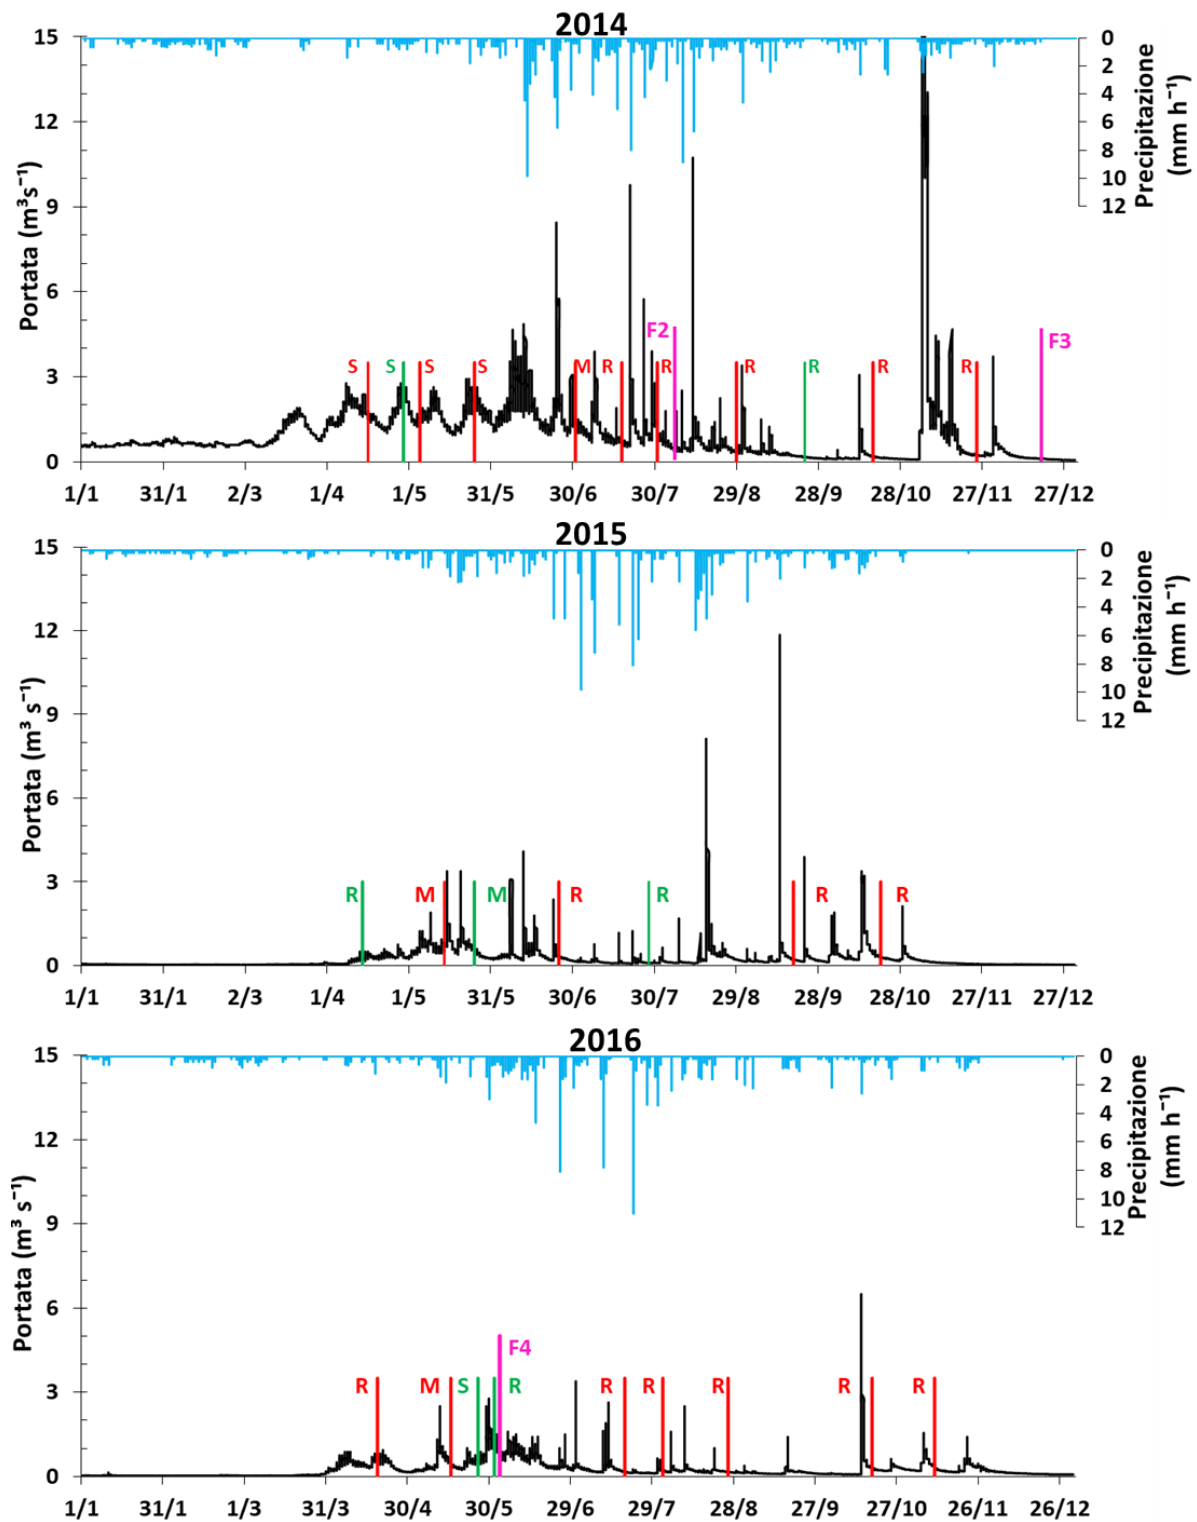 2014
15
12
9
6
3
0
Portata (m³s⁻¹)
0
2
4
6
8
10
12
Precipitazione
(mm h⁻¹)
S S S S M R R F2 R R R R F3
1/1 31/1 2/3 1/4 1/5 31/5 30/6 30/7 29/8 28/9 28/10 27/11 27/12
2015
15
12
9
6
3
0
Portata (m³ s⁻¹)
0
2
4
6
8
10
12
Precipitazione
(mm h⁻¹)
R M M R R R R
1/1 31/1 2/3 1/4 1/5 31/5 30/6 30/7 29/8 28/9 28/10 27/11 27/12
2016
15
12
9
6
3
0
Portata (m³ s⁻¹)
0
2
4
6
8
10
12
Precipitazione
(mm h⁻¹)
F4
R M S R R R R R R
1/1 31/1 1/3 31/3 30/4 30/5 29/6 29/7 28/8 27/9 27/10 26/11 26/12